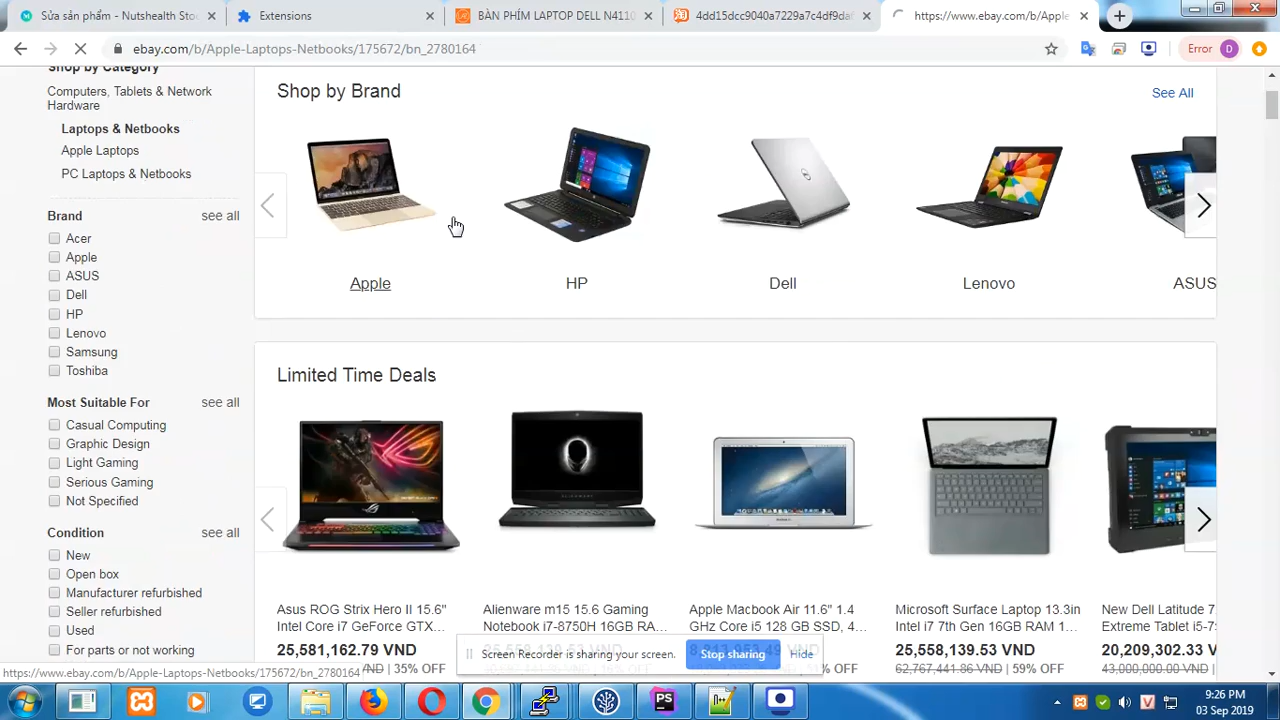 Sửa sản phẩm - Nutshealth Sto
Extensions
BÀN PHÍM LAPTOP DELL N4110
4dd15dcc9040a7229a7c4df9da
https://www.ebay.com/b/Apple
ebay.com/b/Apple-Laptops-Netbooks/175672/bn_2780164
Error D
Shop by Category
Computers, Tablets & Network
Hardware
Laptops & Netbooks
Apple Laptops
PC Laptops & Netbooks
Brand see all
Acer
Apple
ASUS
Dell
HP
Lenovo
Samsung
Toshiba
Most Suitable For see all
Casual Computing
Graphic Design
Light Gaming
Serious Gaming
Not Specified
Condition see all
New
Open box
Manufacturer refurbished
Seller refurbished
Used
For parts or not working
Shop by Brand See All
Apple HP Dell Lenovo ASUS
Limited Time Deals
Asus ROG Strix Hero II 15.6"
Intel Core i7 GeForce GTX...
25,581,162.79 VND
VND | 35% OFF
Alienware m15 15.6 Gaming
Notebook i7-8750H 16GB RA...
Apple Macbook Air 11.6" 1.4
GHz Core i5 128 GB SSD, 4...
% OFF
Microsoft Surface Laptop 13.3in
Intel i7 7th Gen 16GB RAM 1...
25,558,139.53 VND
62,767,441.86 VND | 59% OFF
New Dell Latitude 7
Extreme Tablet i5-7
20,209,302.33 VND
43,000,000.00 VND
Screen Recorder is sharing your screen. Stop sharing Hide
https://www.ebay.com/b/Apple-Laptops-Netbooks/175672/bn_2780164
PS
V
9:26 PM
03 Sep 2019